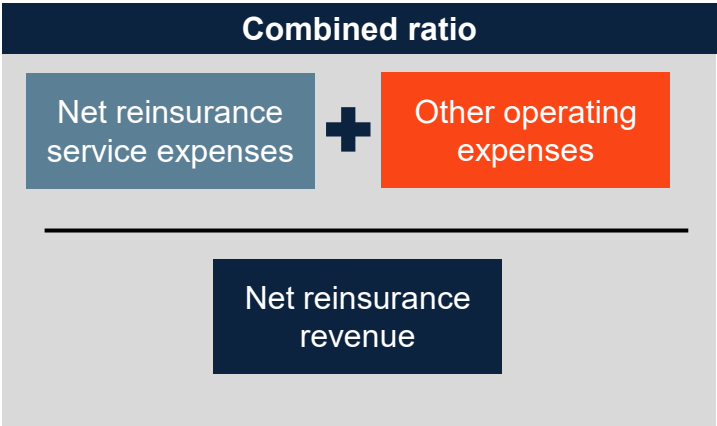 Combined ratio
Net reinsurance
service expenses
Other operating
expenses
Net reinsurance
revenue